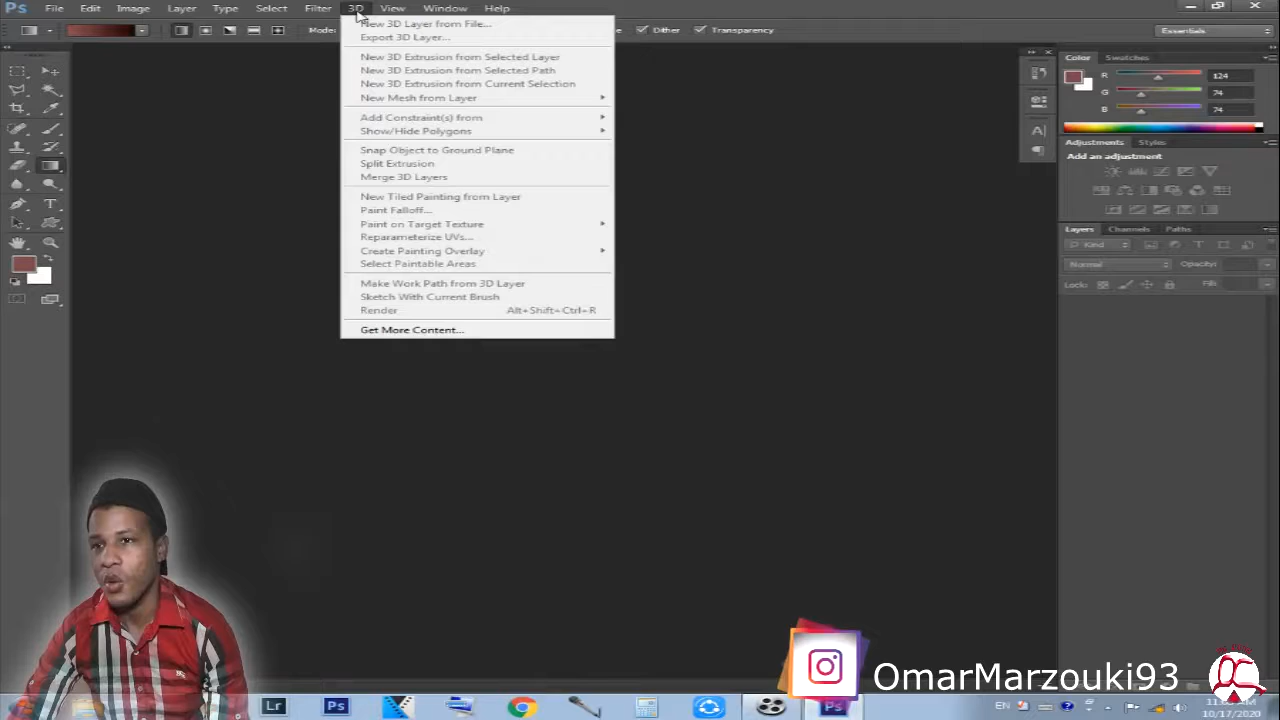 Ps File Edit Image Layer Type Select Filter 3D View Window Help
Mode: Dither Transparency Essentials
New 3D Layer from File...
Export 3D Layer...
New 3D Extrusion from Selected Layer
New 3D Extrusion from Selected Path
New 3D Extrusion from Current Selection
New Mesh from Layer
Add Constraint(s) from
Show/Hide Polygons
Snap Object to Ground Plane
Split Extrusion
Merge 3D Layers
New Tiled Painting from Layer
Paint Falloff...
Paint on Target Texture
Reparameterize UVs...
Create Painting Overlay
Select Paintable Areas
Make Work Path from 3D Layer
Sketch With Current Brush
Render Alt+Shift+Ctrl+R
Get More Content...
Color Swatches
R 124
G 74
B 74
Adjustments Styles
Add an adjustment
Layers Channels Paths
Kind
Normal Opacity:
Lock: Fill:
OmarMarzouki93
Lr Ps Ps EN
10/17/2020